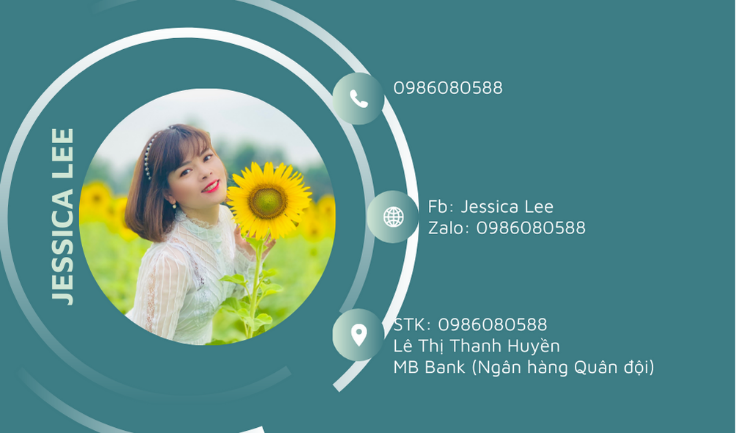 JESSICA LEE
0986080588
Fb: Jessica Lee
Zalo: 0986080588
STK: 0986080588
Lê Thị Thanh Huyền
MB Bank (Ngân hàng Quân đội)